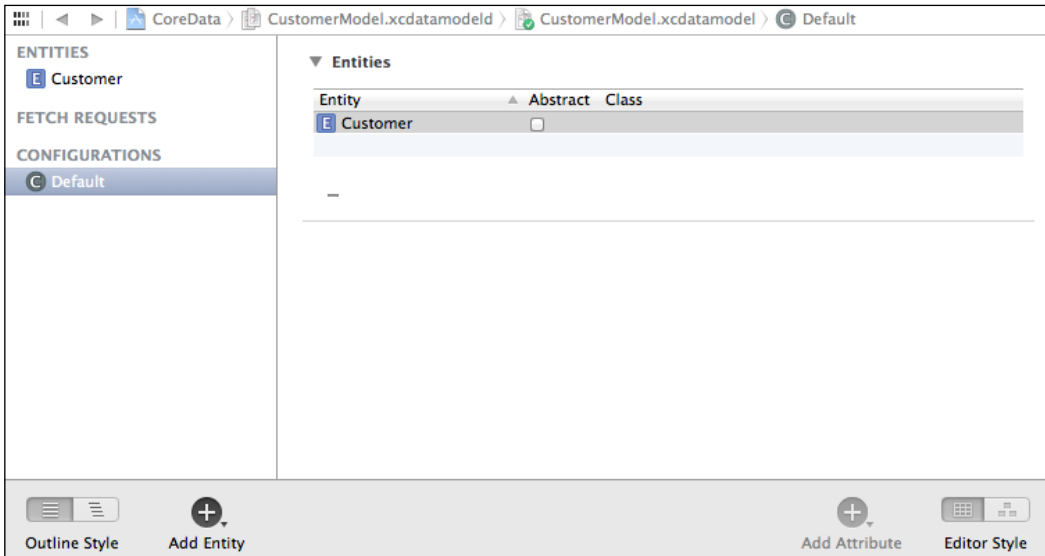 CoreData CustomerModel.xcdatamodeld CustomerModel.xcdatamodel C Default
ENTITIES
E Customer
FETCH REQUESTS
CONFIGURATIONS
C Default
Entities
Entity Abstract Class
E Customer
Outline Style Add Entity Add Attribute Editor Style